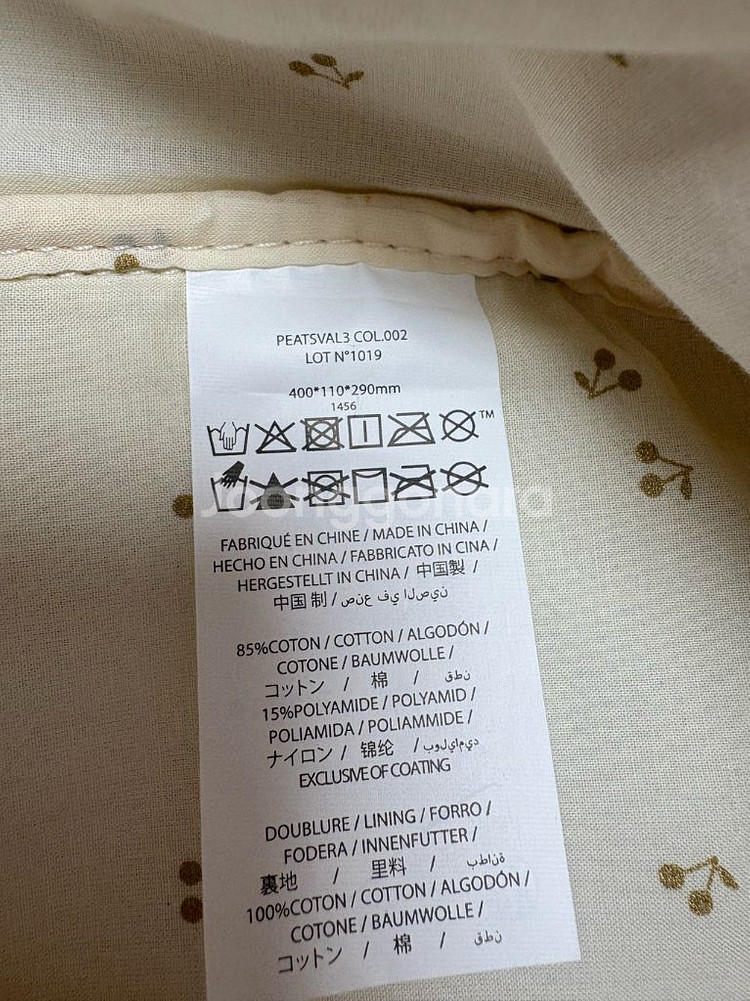 PEATSVAL3 COL.002
LOT N°1019
400*110*290mm
1456
TM
Joonggonara
FABRIQUÉ EN CHINE / MADE IN CHINA /
HECHO EN CHINA / FABBRICATO IN CINA /
HERGESTELLT IN CHINA / 中国製 /
中国 制 / صنع في الصين
85%COTON / COTTON / ALGODÓN /
COTONE / BAUMWOLLE /
コットン / 棉 / قطن
15%POLYAMIDE / POLYAMID /
POLIAMIDA / POLIAMMIDE /
ナイロン / 锦纶 / بولياميد
EXCLUSIVE OF COATING
DOUBLURE / LINING / FORRO /
FODERA / INNENFUTTER /
裏地 / 里料 / بطانة
100%COTON / COTTON / ALGODÓN /
COTONE / BAUMWOLLE /
コットン / 棉 / قطن